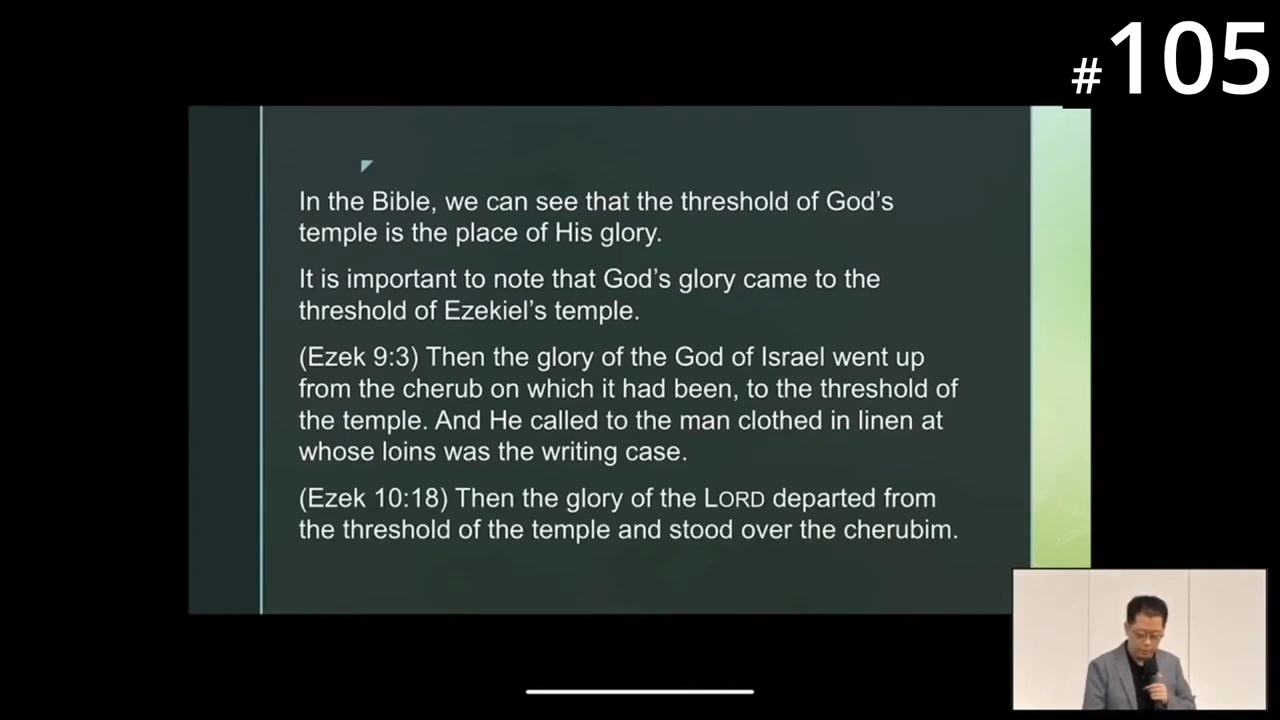 #105
In the Bible, we can see that the threshold of God’s
temple is the place of His glory.
It is important to note that God’s glory came to the
threshold of Ezekiel’s temple.
(Ezek 9:3) Then the glory of the God of Israel went up
from the cherub on which it had been, to the threshold of
the temple. And He called to the man clothed in linen at
whose loins was the writing case.
(Ezek 10:18) Then the glory of the LORD departed from
the threshold of the temple and stood over the cherubim.